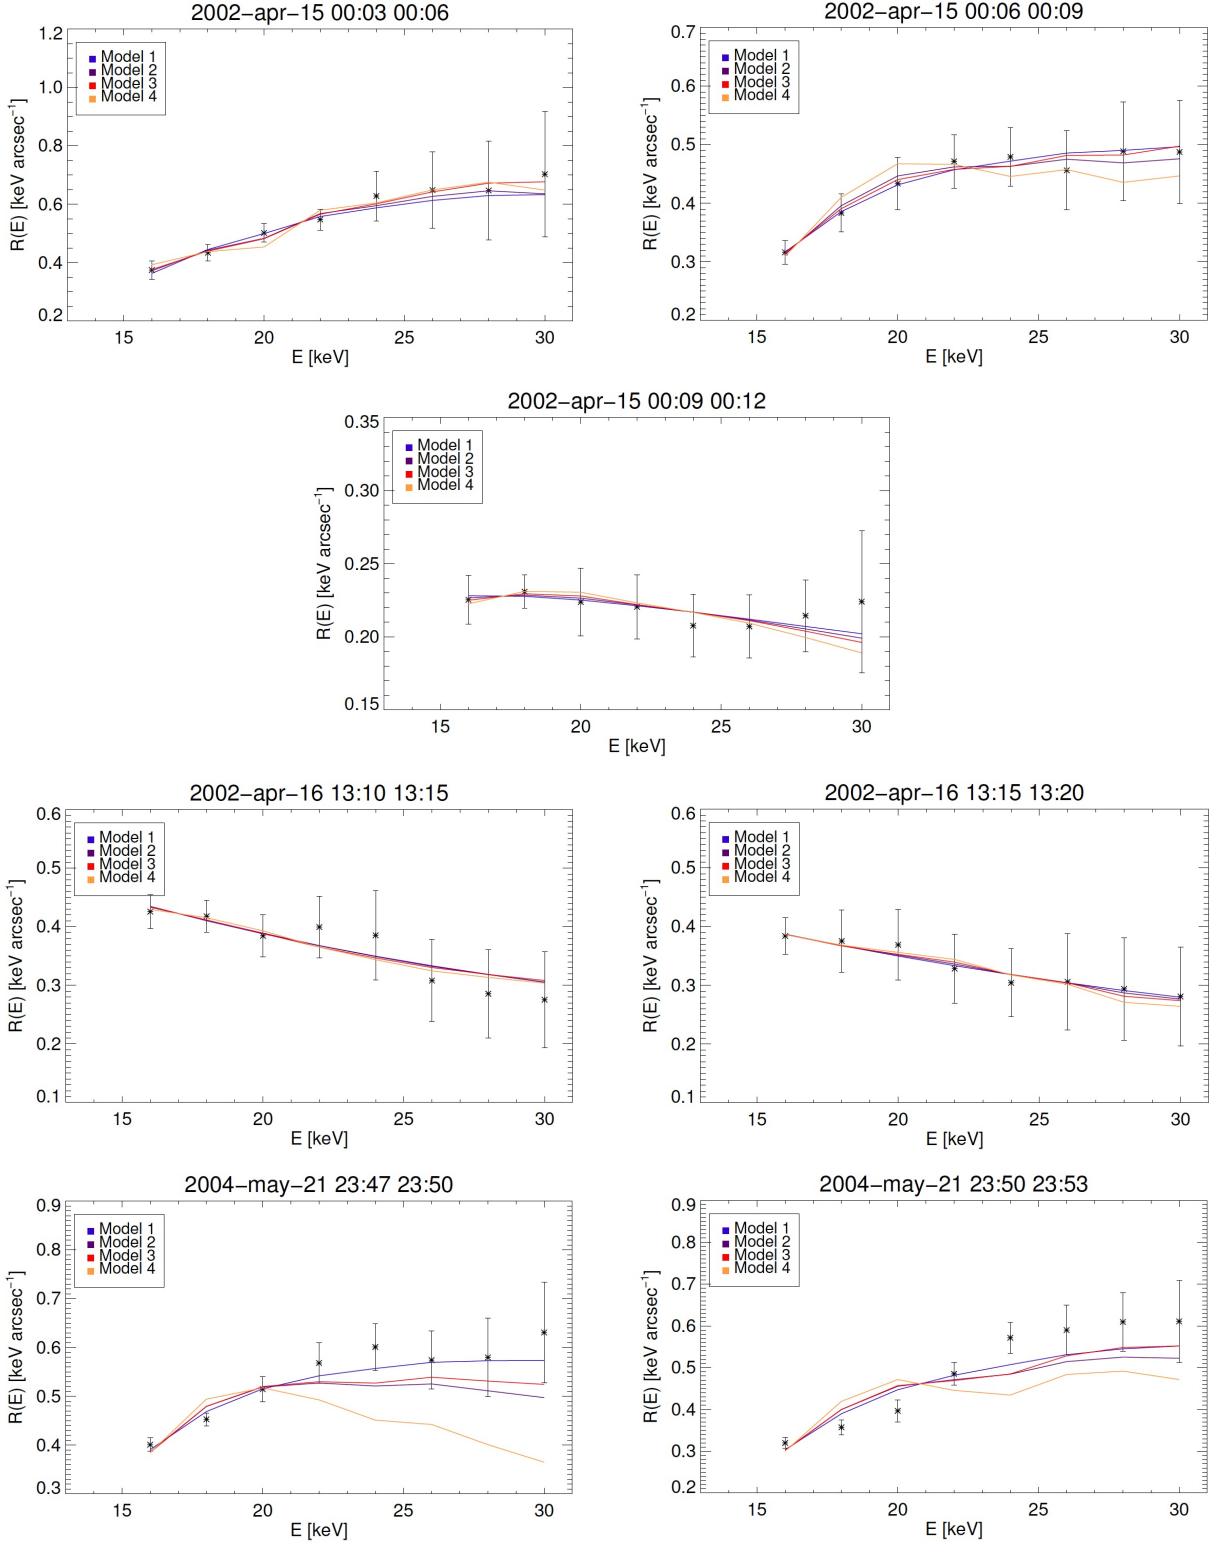 2002−apr−15 00:03 00:06
1.2
1.0
0.8
0.6
0.4
0.2
R(E) [keV arcsec⁻¹]
Model 1
Model 2
Model 3
Model 4
15 20 25 30
E [keV]
2002−apr−15 00:06 00:09
0.7
0.6
0.5
0.4
0.3
0.2
R(E) [keV arcsec⁻¹]
Model 1
Model 2
Model 3
Model 4
15 20 25 30
E [keV]
2002−apr−15 00:09 00:12
0.35
0.30
0.25
0.20
0.15
R(E) [keV arcsec⁻¹]
Model 1
Model 2
Model 3
Model 4
15 20 25 30
E [keV]
2002−apr−16 13:10 13:15
0.6
0.5
0.4
0.3
0.2
0.1
R(E) [keV arcsec⁻¹]
Model 1
Model 2
Model 3
Model 4
15 20 25 30
E [keV]
2002−apr−16 13:15 13:20
0.6
0.5
0.4
0.3
0.2
0.1
R(E) [keV arcsec⁻¹]
Model 1
Model 2
Model 3
Model 4
15 20 25 30
E [keV]
2004−may−21 23:47 23:50
0.9
0.8
0.7
0.6
0.5
0.4
0.3
R(E) [keV arcsec⁻¹]
Model 1
Model 2
Model 3
Model 4
15 20 25 30
E [keV]
2004−may−21 23:50 23:53
0.9
0.8
0.7
0.6
0.5
0.4
0.3
0.2
R(E) [keV arcsec⁻¹]
Model 1
Model 2
Model 3
Model 4
15 20 25 30
E [keV]